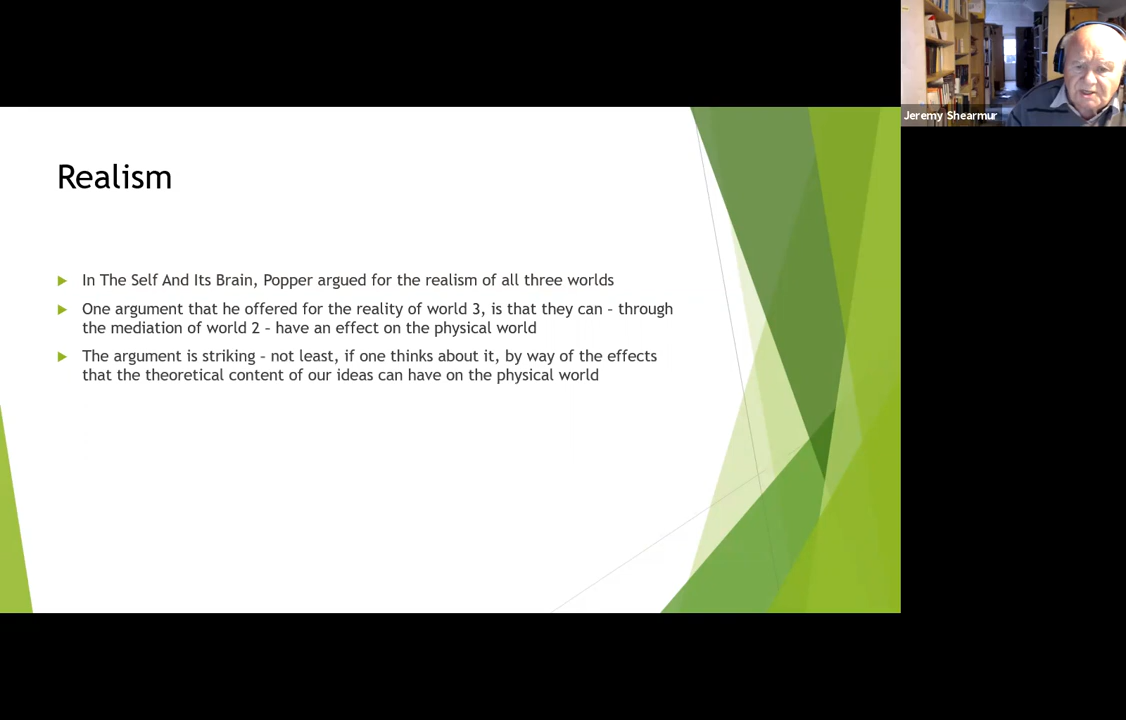 Jeremy Shearmur
Realism
In The Self And Its Brain, Popper argued for the realism of all three worlds
One argument that he offered for the reality of world 3, is that they can – through
the mediation of world 2 – have an effect on the physical world
The argument is striking – not least, if one thinks about it, by way of the effects
that the theoretical content of our ideas can have on the physical world